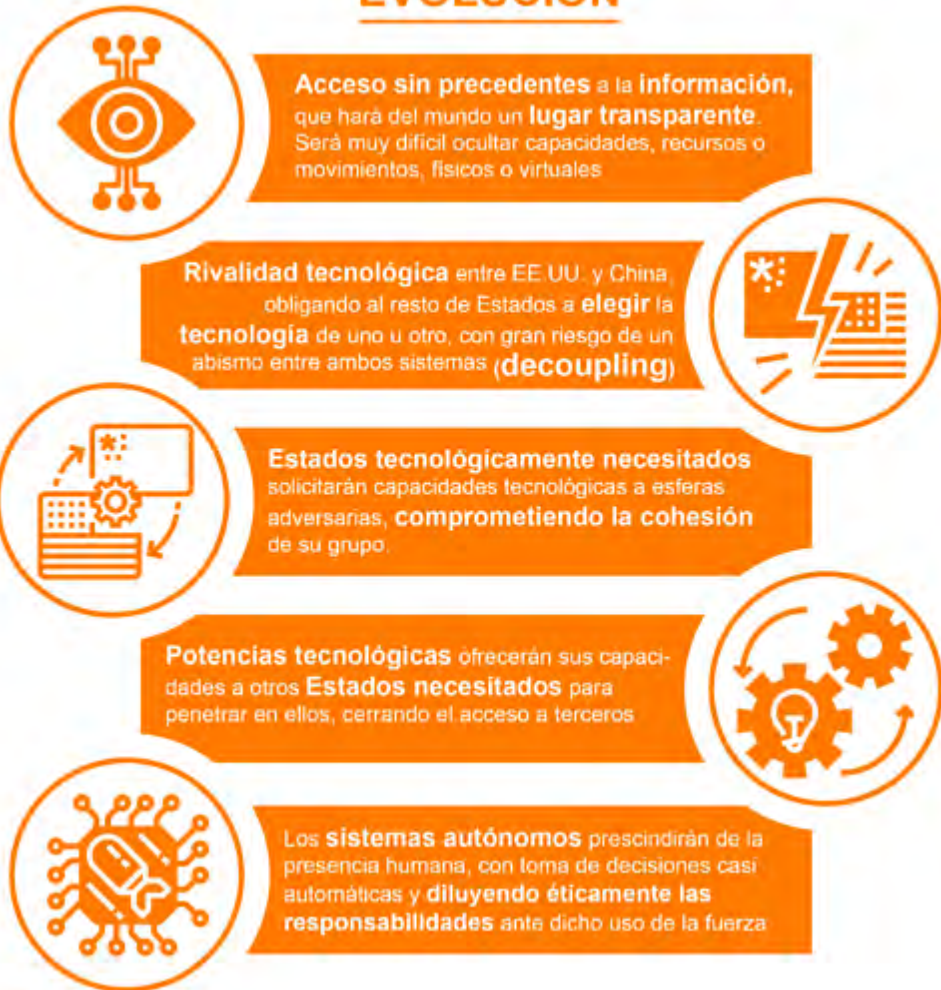 EVOLUCIÓN
Acceso sin precedentes a la información,
que hará del mundo un lugar transparente.
Será muy difícil ocultar capacidades, recursos o
movimientos, físicos o virtuales
Rivalidad tecnológica entre EE.UU. y China,
obligando al resto de Estados a elegir la
tecnología de uno u otro, con gran riesgo de un
abismo entre ambos sistemas (decoupling)
Estados tecnológicamente necesitados
solicitarán capacidades tecnológicas a esferas
adversarias, comprometiendo la cohesión
de su grupo.
Potencias tecnológicas ofrecerán sus capaci-
dades a otros Estados necesitados para
penetrar en ellos, cerrando el acceso a terceros
Los sistemas autónomos prescindirán de la
presencia humana, con toma de decisiones casi
automáticas y diluyendo éticamente las
responsabilidades ante dicho uso de la fuerza